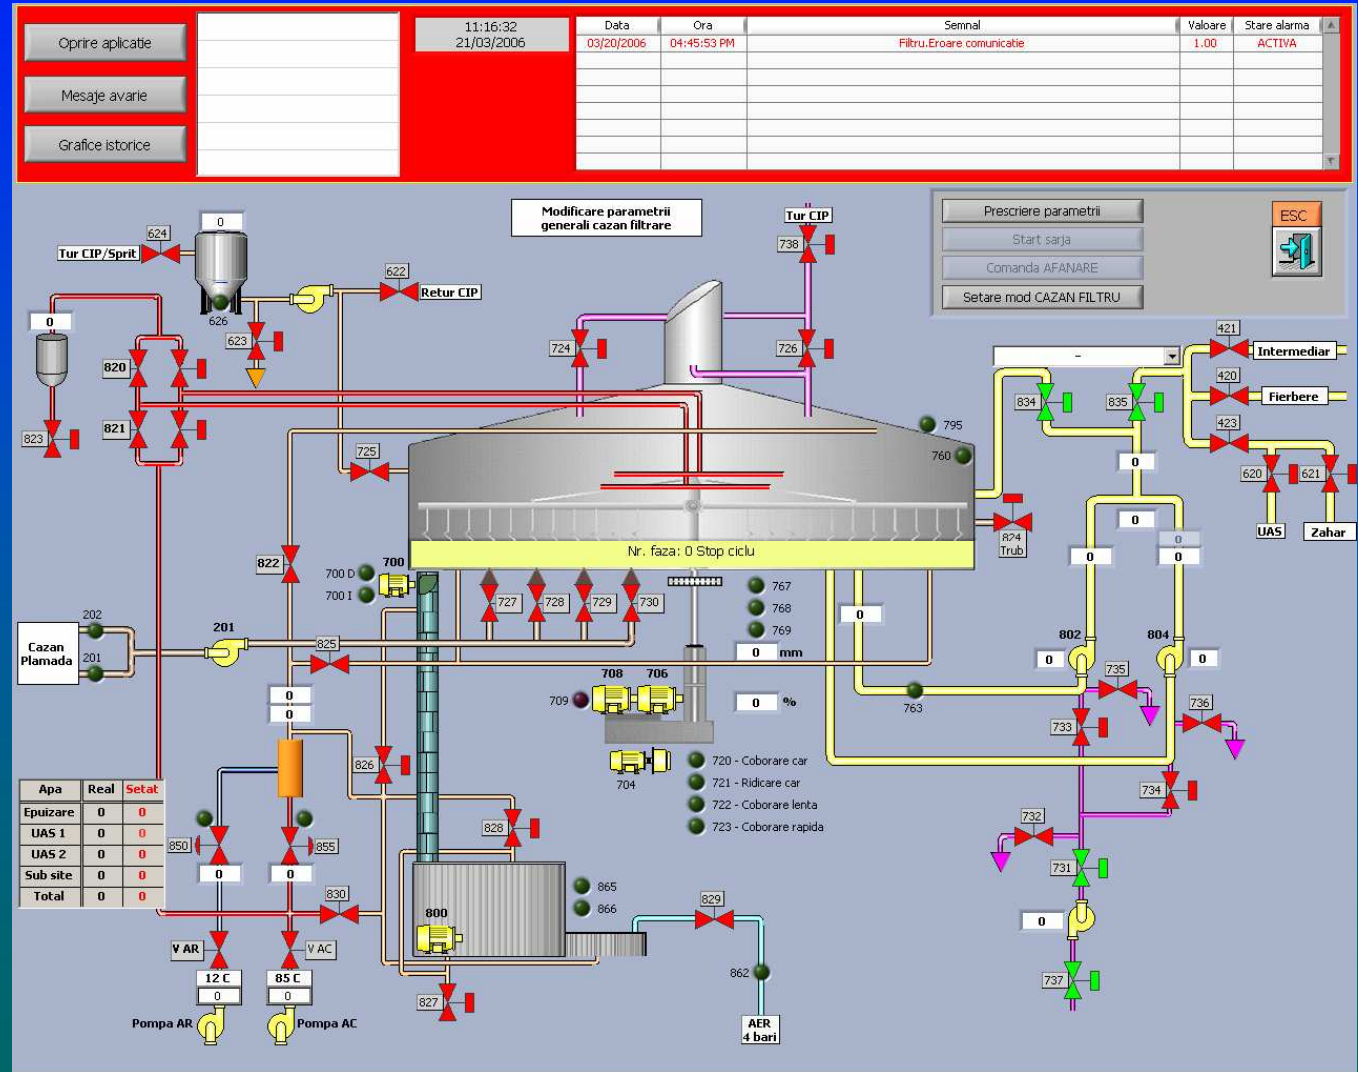 Oprire aplicatie
Mesaje avarie
Grafice istorice
11:16:32
21/03/2006
Data Ora Semnal Valoare Stare alarma
03/20/2006 04:45:53 PM Filtru.Eroare comunicatie 1.00 ACTIVA
Modificare parametrii
generali cazan filtrare
Prescriere parametrii
Start sarja
Comanda AFANARE
Setare mod CAZAN FILTRU
ESC
Tur CIP
738
624
0
Tur CIP/Sprit
626
622
Retur CIP
623
0
820
821
823
724
726
725
795
760
-
834
835
421
Intermediar
420
Fierbere
423
620
621
UAS
Zahar
0
0
0
0
0
824
Trub
Nr. faza: 0 Stop ciclu
822
700 D
700 I
700
727
728
729
730
767
768
769
0 mm
0
802
804
0
0
Cazan
Plamada
202
201
201
825
0
0
708
706
709
0 %
763
735
736
733
734
826
704
720 - Coborare car
721 - Ridicare car
722 - Coborare lenta
723 - Coborare rapida
Apa Real Setat
Epuizare 0 0
UAS 1 0 0
UAS 2 0 0
Sub site 0 0
Total 0 0
850
855
0
0
828
732
731
830
865
866
829
0
800
V AR
V AC
12 C
0
85 C
0
827
862
737
Pompa AR
Pompa AC
AER
4 bari